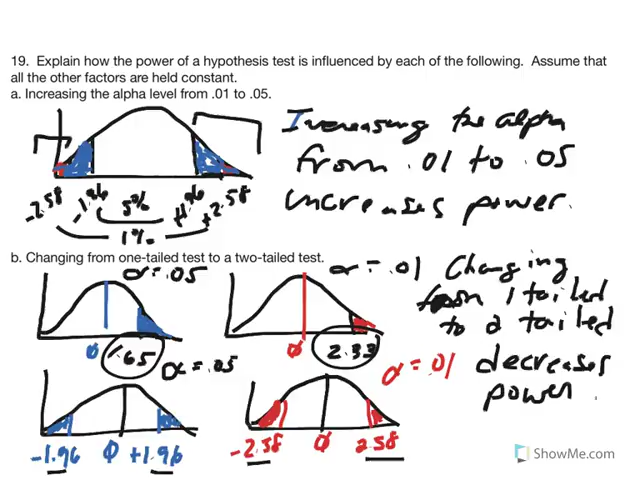 19. Explain how the power of a hypothesis test is influenced by each of the following. Assume that
all the other factors are held constant.
a. Increasing the alpha level from .01 to .05.
Increasing the alpha
from .01 to .05
increases power.
-2.58 -1.96 5% +1.96 +2.58
1%
b. Changing from one-tailed test to a two-tailed test.
α=.05
α=.01
Changing
from 1 tailed
to a 2 tailed
decreases
power.
0 1.65
0 2.33
α=.05
α=.01
-1.96 0 +1.96
-2.58 0 2.58
ShowMe.com